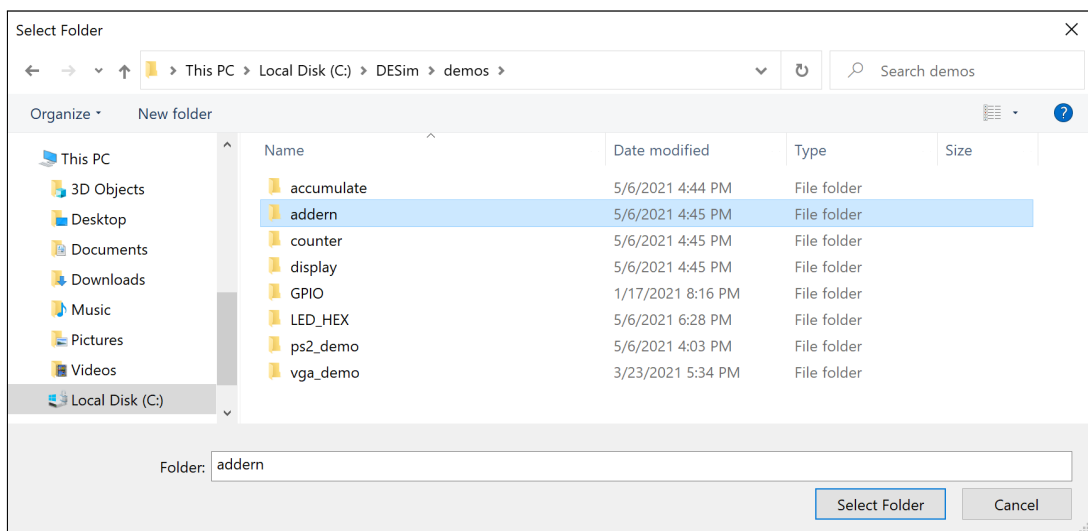 Select Folder
This PC > Local Disk (C:) > DESim > demos >
Search demos
Organize
New folder
This PC
3D Objects
Desktop
Documents
Downloads
Music
Pictures
Videos
Local Disk (C:)
Name Date modified Type Size
accumulate 5/6/2021 4:44 PM File folder
addern 5/6/2021 4:45 PM File folder
counter 5/6/2021 4:45 PM File folder
display 5/6/2021 4:45 PM File folder
GPIO 1/17/2021 8:16 PM File folder
LED_HEX 5/6/2021 6:28 PM File folder
ps2_demo 5/6/2021 4:03 PM File folder
vga_demo 3/23/2021 5:34 PM File folder
Folder: addern
Select Folder Cancel